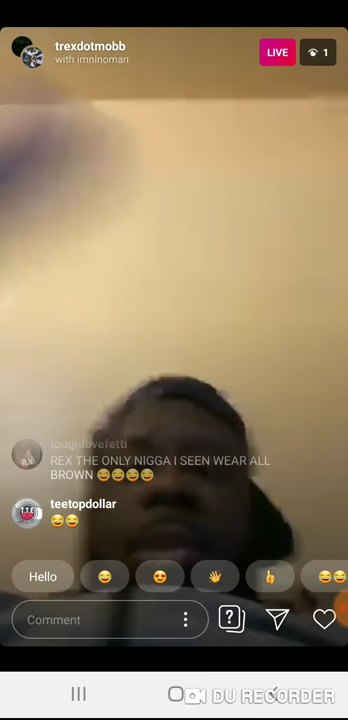 trexdotmobb
with imninoman
LIVE
1
toughlovefetti
REX THE ONLY NIGGA I SEEN WEAR ALL
BROWN 😂😂😂😂
T.T.E
teetopdollar
😂😂
Hello
Comment
?
DU RECORDER